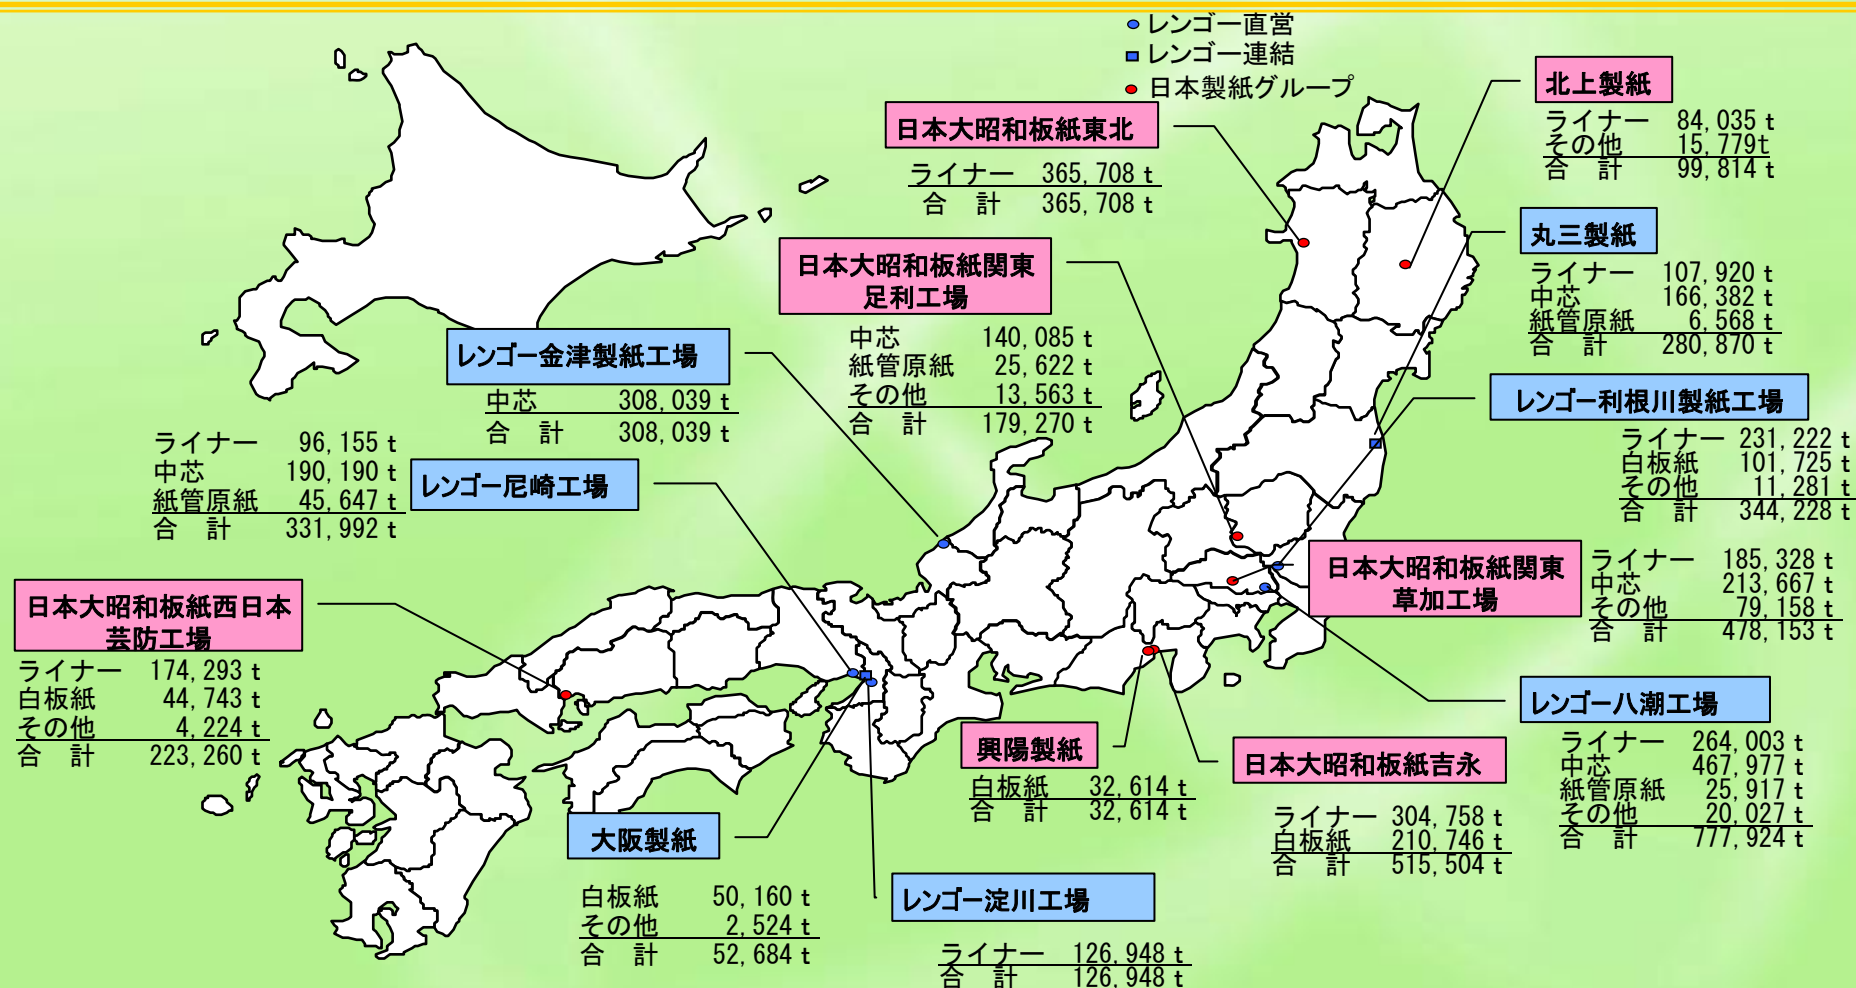 レンゴー直営
レンゴー連結
日本製紙グループ
北上製紙
ライナー 84,035 t
その他 15,779t
合 計 99,814 t
日本大昭和板紙東北
ライナー 365,708 t
合 計 365,708 t
丸三製紙
ライナー 107,920 t
中芯 166,382 t
紙管原紙 6,568 t
合 計 280,870 t
日本大昭和板紙関東
足利工場
中芯 140,085 t
紙管原紙 25,622 t
その他 13,563 t
合 計 179,270 t
レンゴー金津製紙工場
中芯 308,039 t
合 計 308,039 t
レンゴー利根川製紙工場
ライナー 231,222 t
白板紙 101,725 t
その他 11,281 t
合 計 344,228 t
レンゴー尼崎工場
ライナー 96,155 t
中芯 190,190 t
紙管原紙 45,647 t
合 計 331,992 t
日本大昭和板紙関東
草加工場
ライナー 185,328 t
中芯 213,667 t
その他 79,158 t
合 計 478,153 t
日本大昭和板紙西日本
芸防工場
ライナー 174,293 t
白板紙 44,743 t
その他 4,224 t
合 計 223,260 t
レンゴー八潮工場
ライナー 264,003 t
中芯 467,977 t
紙管原紙 25,917 t
その他 20,027 t
合 計 777,924 t
興陽製紙
白板紙 32,614 t
合 計 32,614 t
日本大昭和板紙吉永
ライナー 304,758 t
白板紙 210,746 t
合 計 515,504 t
大阪製紙
白板紙 50,160 t
その他 2,524 t
合 計 52,684 t
レンゴー淀川工場
ライナー 126,948 t
合 計 126,948 t